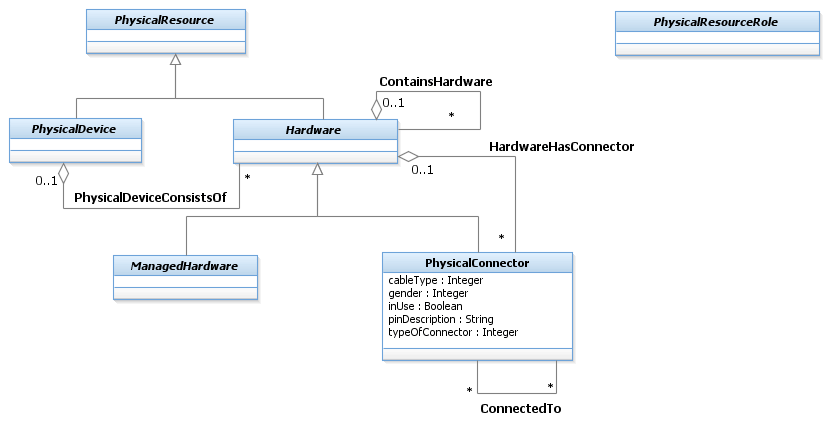 PhysicalResource
PhysicalResourceRole
ContainsHardware
0..1
*
PhysicalDevice
Hardware
HardwareHasConnector
0..1
0..1
*
PhysicalDeviceConsistsOf
*
ManagedHardware
PhysicalConnector
cableType : Integer
gender : Integer
inUse : Boolean
pinDescription : String
typeOfConnector : Integer
*
*
ConnectedTo